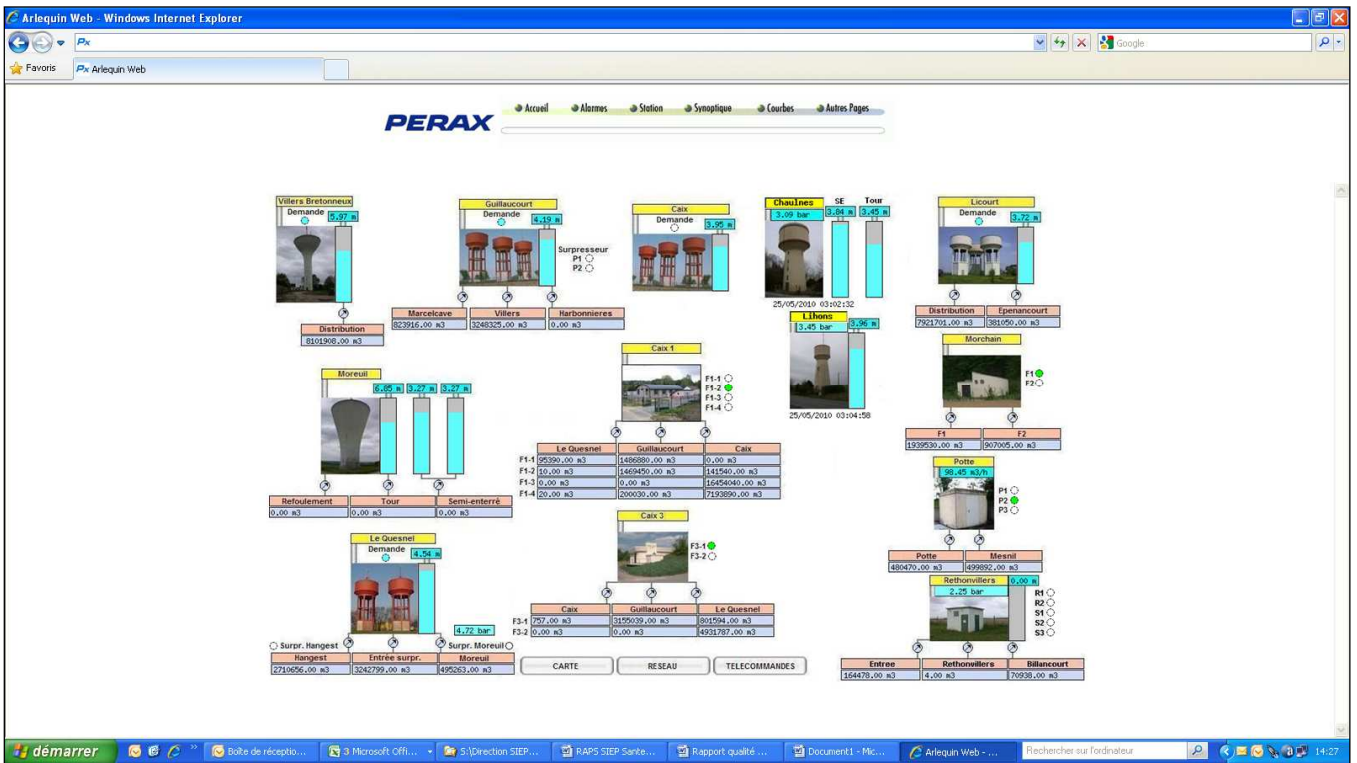 Arlequin Web - Windows Internet Explorer
Px
Google
Favoris
Px Arlequin Web
PERAX
Accueil Alarmes Station Synoptique Courbes Autres Pages
Villers Bretonneux
Demande
5.97 m
Distribution
8101908.00 m3
Guillaucourt
Demande
4.19 m
Surpresseur
P1
P2
Marcelcave Villers Harbonnieres
823916.00 m3 3248325.00 m3 0.00 m3
Caix
Demande
3.95 m
Chaulnes SE Tour
3.09 bar 3.84 m 3.45 m
25/05/2010 03:02:32
Lihons
3.45 bar 3.96 m
25/05/2010 03:04:58
Licourt
Demande
3.72 m
Distribution Epenancourt
7921701.00 m3 381050.00 m3
Moreuil
6.85 m 3.27 m 3.27 m
Refoulement Tour Semi-enterré
0.00 m3 0.00 m3 0.00 m3
Caix 1
F1-1
F1-2
F1-3
F1-4
Le Quesnel Guillaucourt Caix
F1-1 95390.00 m3 1486880.00 m3 0.00 m3
F1-2 10.00 m3 1469450.00 m3 141540.00 m3
F1-3 0.00 m3 0.00 m3 16454040.00 m3
F1-4 20.00 m3 200030.00 m3 7193890.00 m3
Morchain
F1
F2
F1 F2
1939530.00 m3 907005.00 m3
Potte
98.45 m3/h
P1
P2
P3
Potte Mesnil
480470.00 m3 499892.00 m3
Le Quesnel
Demande
4.54 m
4.72 bar
Surpr. Hangest Surpr. Moreuil
Hangest Entrée surpr. Moreuil
2710656.00 m3 3242799.00 m3 495263.00 m3
Caix 3
F3-1
F3-2
Caix Guillaucourt Le Quesnel
F3-1 757.00 m3 3155039.00 m3 801594.00 m3
F3-2 0.00 m3 0.00 m3 4931787.00 m3
Rethonvillers 0.00 m
2.25 bar
R1
R2
S1
S2
S3
Entree Rethonvillers Billancourt
164478.00 m3 4.00 m3 70938.00 m3
CARTE RESEAU TELECOMMANDES
démarrer
Boîte de réceptio...
3 Microsoft Offi...
S:\Direction SIEP...
RAPS SIEP Sante...
Rapport qualité ...
Document1 - Mic...
Arlequin Web - ...
Rechercher sur l'ordinateur
14:27